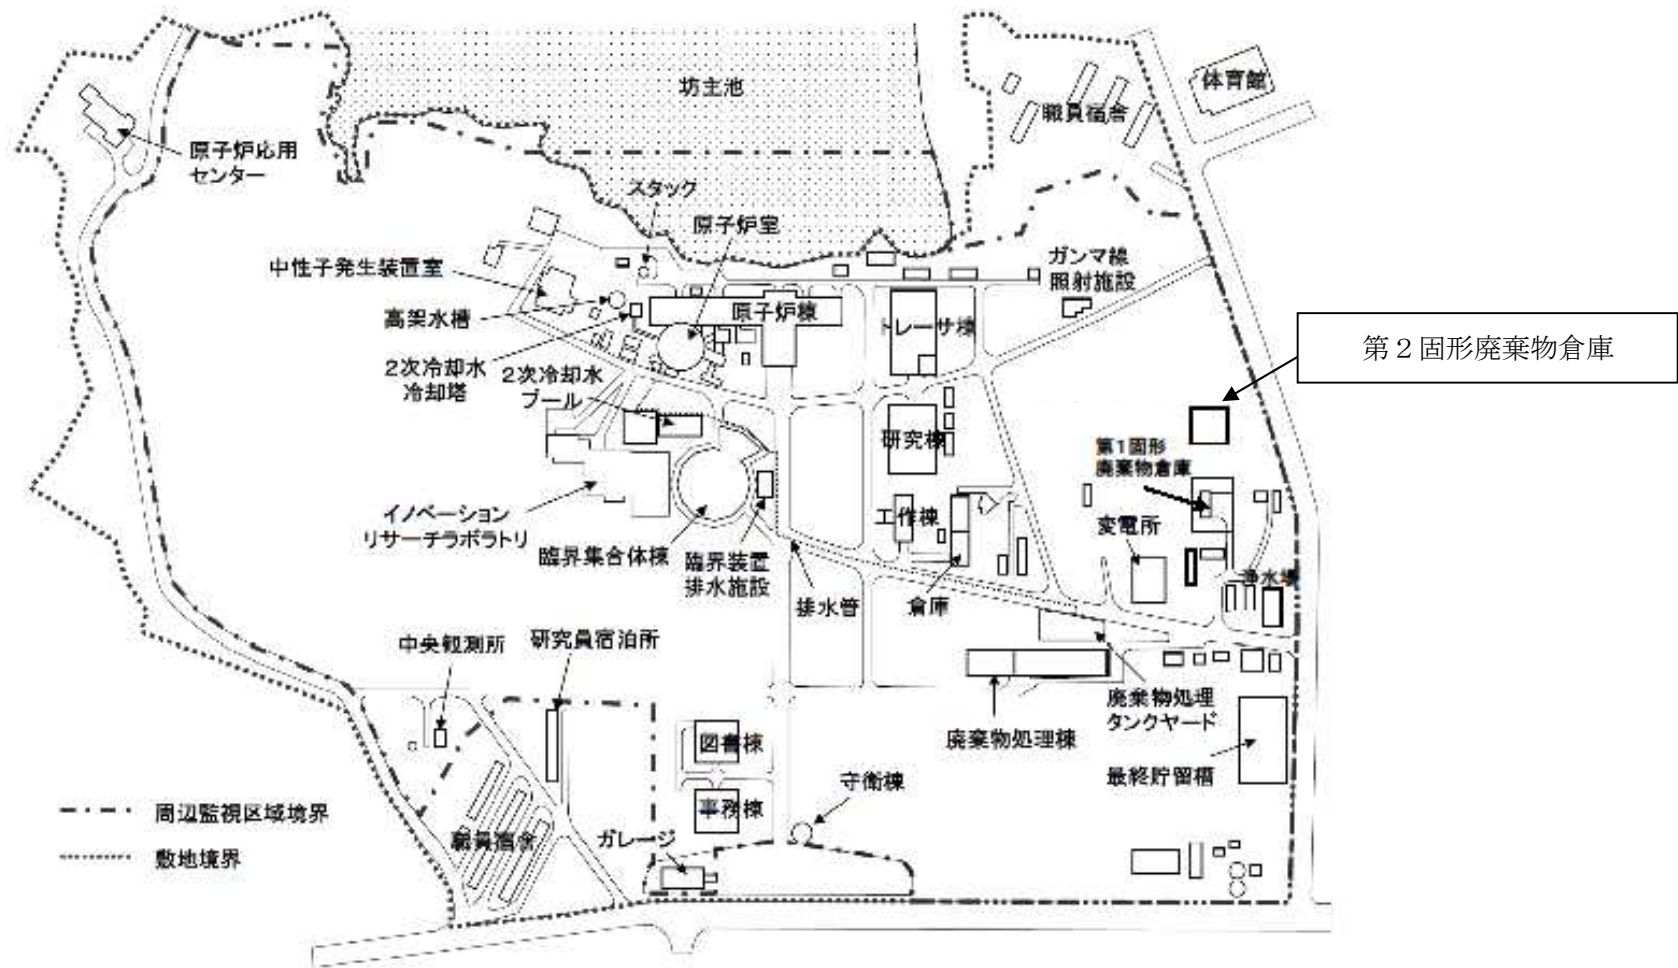 坊主池
体育館
職員宿舎
原子炉応用
センター
スタック
原子炉室
ガンマ線
照射施設
中性子発生装置室
高架水槽
原子炉棟
トレーサ棟
第２固形廃棄物倉庫
2次冷却水
冷却塔
2次冷却水
プール
研究棟
第1固形
廃棄物倉庫
イノベーション
リサーチラボラトリ
臨界集合体棟
臨界装置
排水施設
工作棟
変電所
排水管
倉庫
浄水場
中央観測所
研究員宿泊所
廃棄物処理
タンクヤード
廃棄物処理棟
図書棟
最終貯留槽
守衛棟
事務棟
周辺監視区域境界
職員宿舎
ガレージ
敷地境界